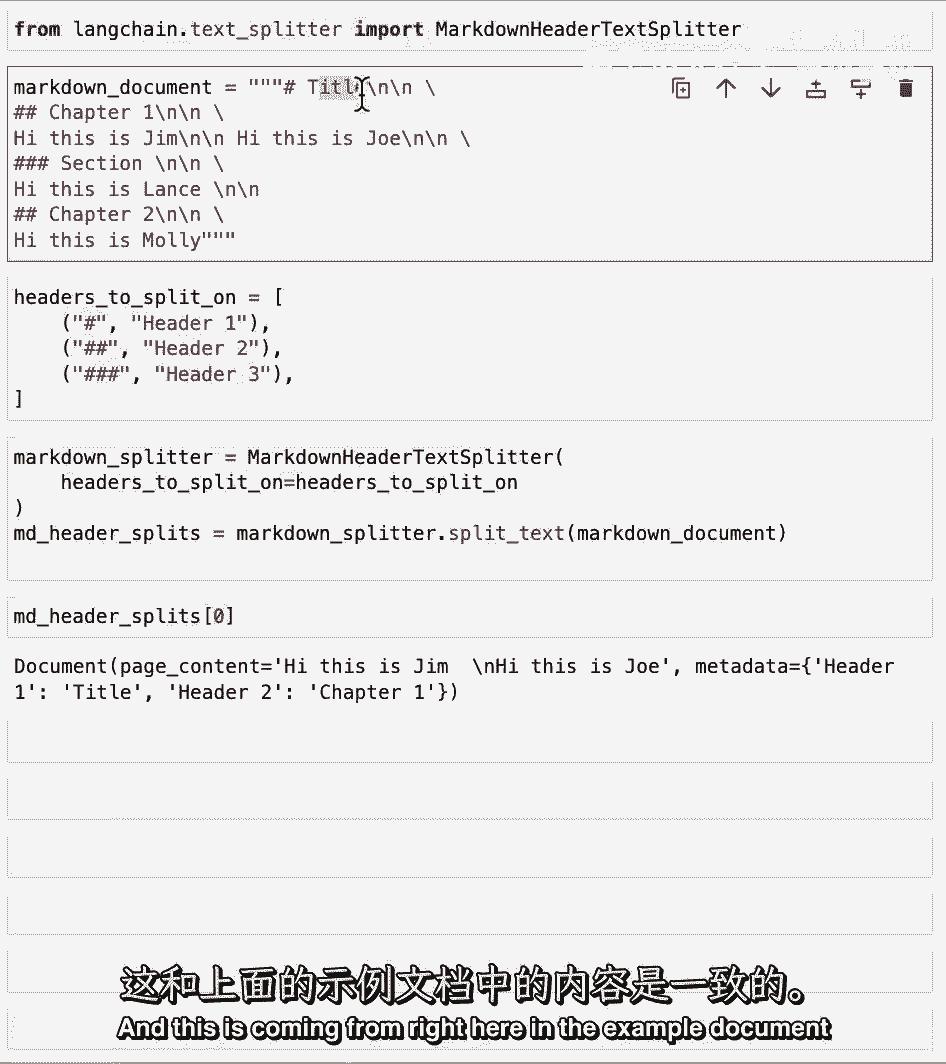 from langchain.text_splitter import MarkdownHeaderTextSplitter
markdown_document = """# Title\n\n \
## Chapter 1\n\n \
Hi this is Jim\n\n Hi this is Joe\n\n \
### Section \n\n \
Hi this is Lance \n\n
## Chapter 2\n\n \
Hi this is Molly"""
headers_to_split_on = [
    ("#", "Header 1"),
    ("##", "Header 2"),
    ("###", "Header 3"),
]
markdown_splitter = MarkdownHeaderTextSplitter(
    headers_to_split_on=headers_to_split_on
)
md_header_splits = markdown_splitter.split_text(markdown_document)
md_header_splits[0]
Document(page_content='Hi this is Jim  \nHi this is Joe', metadata={'Header
1': 'Title', 'Header 2': 'Chapter 1'})
这和上面的示例文档中的内容是一致的。
And this is coming from right here in the example document